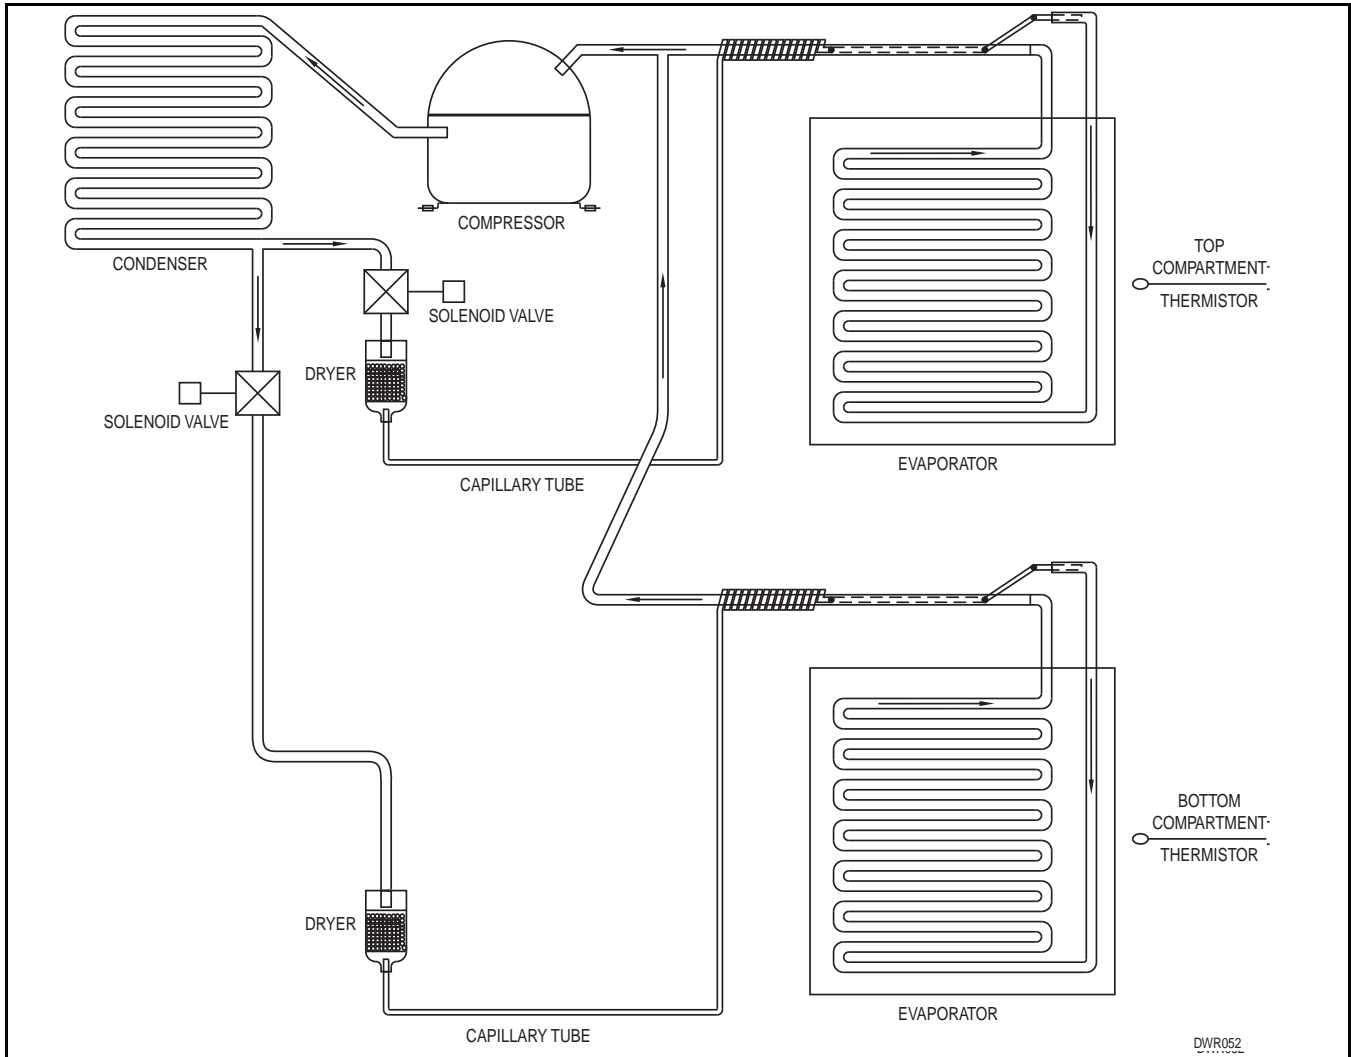 COMPRESSOR
CONDENSER
TOP
COMPARTMENT
THERMISTOR
SOLENOID VALVE
DRYER
SOLENOID VALVE
EVAPORATOR
CAPILLARY TUBE
BOTTOM
COMPARTMENT
THERMISTOR
DRYER
EVAPORATOR
CAPILLARY TUBE
DWR052